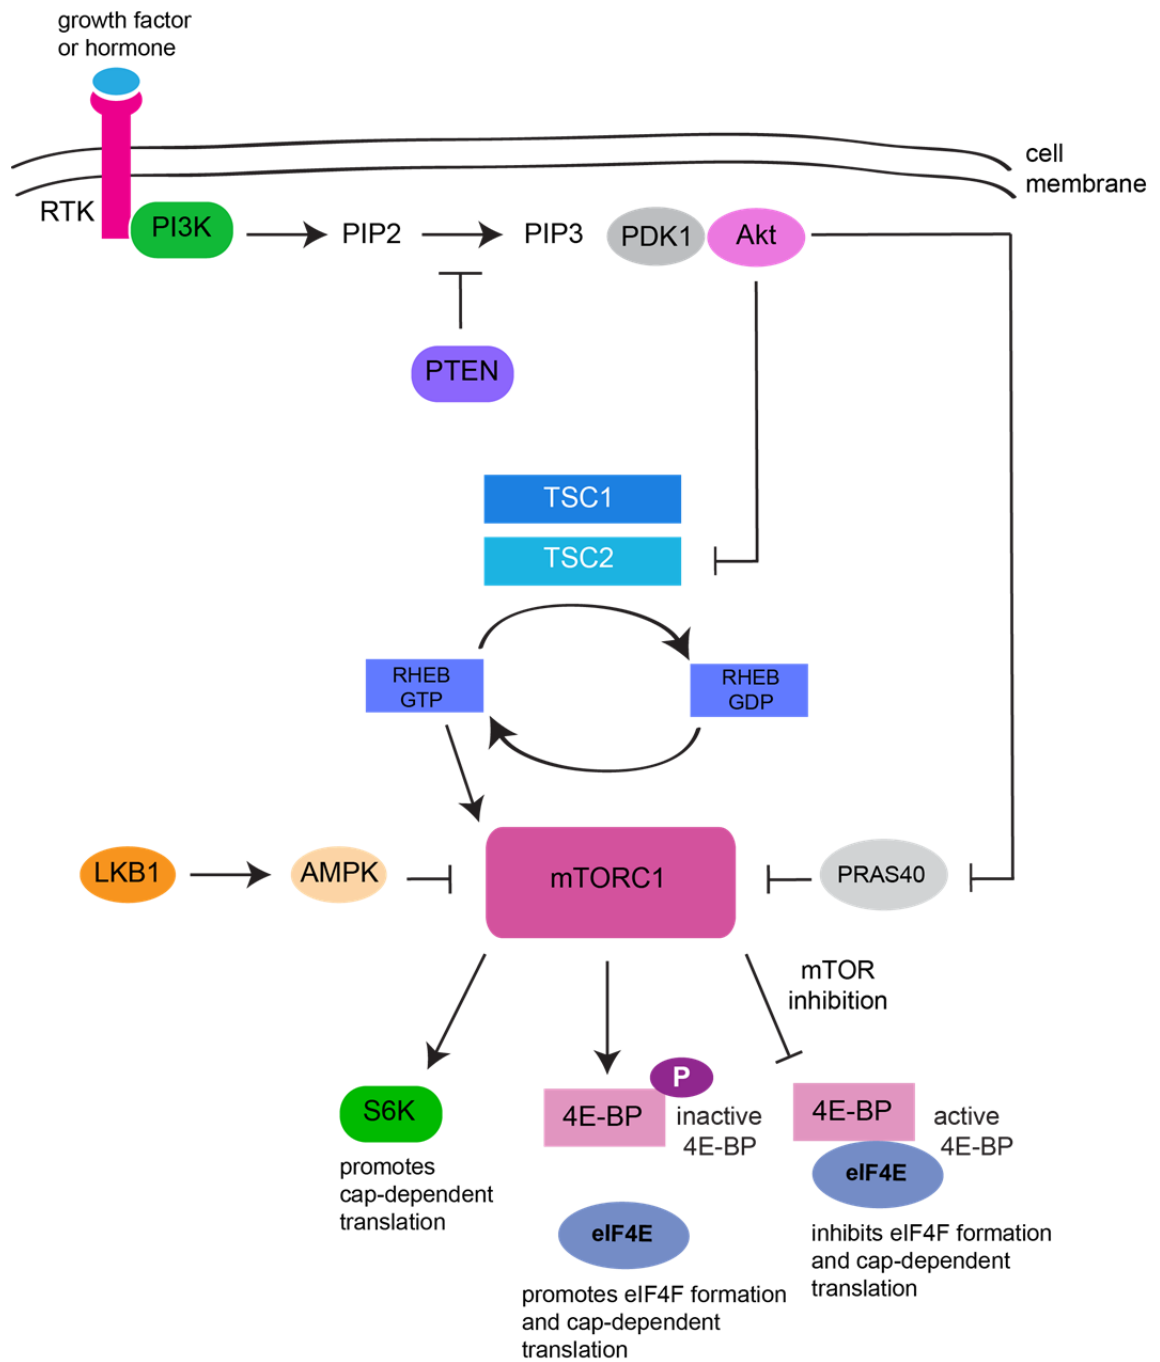 growth factor
or hormone
cell
membrane
RTK
PI3K
PIP2
PIP3
PDK1
Akt
PTEN
TSC1
TSC2
RHEB
GTP
RHEB
GDP
LKB1
AMPK
mTORC1
PRAS40
mTOR
inhibition
S6K
promotes
cap-dependent
translation
4E-BP
P
inactive
4E-BP
eIF4E
promotes eIF4F formation
and cap-dependent
translation
4E-BP
active
4E-BP
eIF4E
inhibits eIF4F formation
and cap-dependent
translation